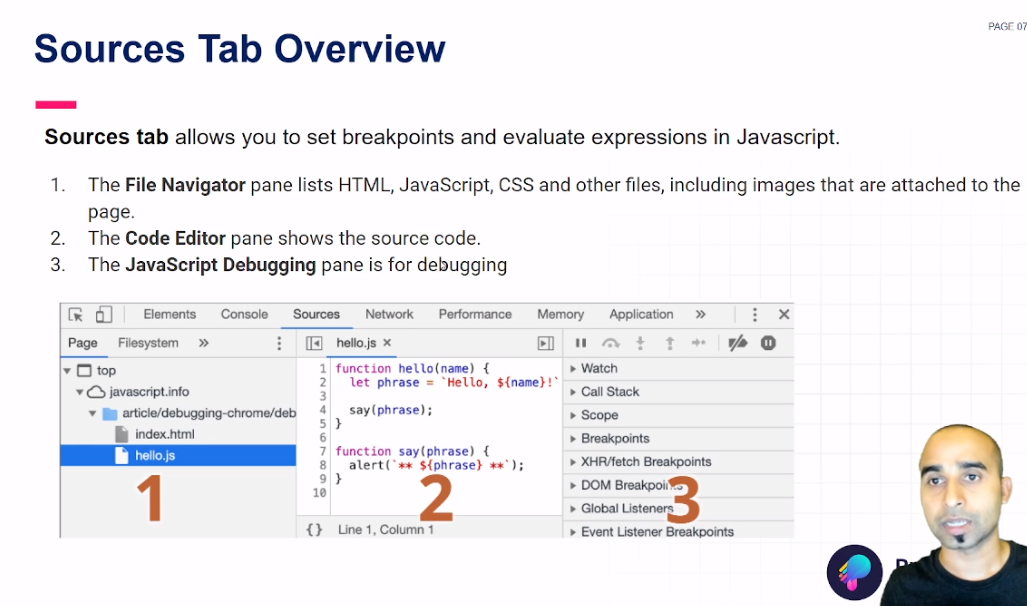 PAGE 07
Sources Tab Overview
Sources tab allows you to set breakpoints and evaluate expressions in Javascript.
1. The File Navigator pane lists HTML, JavaScript, CSS and other files, including images that are attached to the
page.
2. The Code Editor pane shows the source code.
3. The JavaScript Debugging pane is for debugging
Elements Console Sources Network Performance Memory Application »
Page Filesystem »
hello.js ×
top
javascript.info
article/debugging-chrome/deb
index.html
hello.js
1
1 function hello(name) {
2 let phrase = `Hello, ${name}!`
3
4 say(phrase);
5 }
6
7 function say(phrase) {
8 alert(`** ${phrase} **`);
9 }
10
2
{} Line 1, Column 1
Watch
Call Stack
Scope
Breakpoints
XHR/fetch Breakpoints
DOM Breakpoints
Global Listeners
Event Listener Breakpoints
3